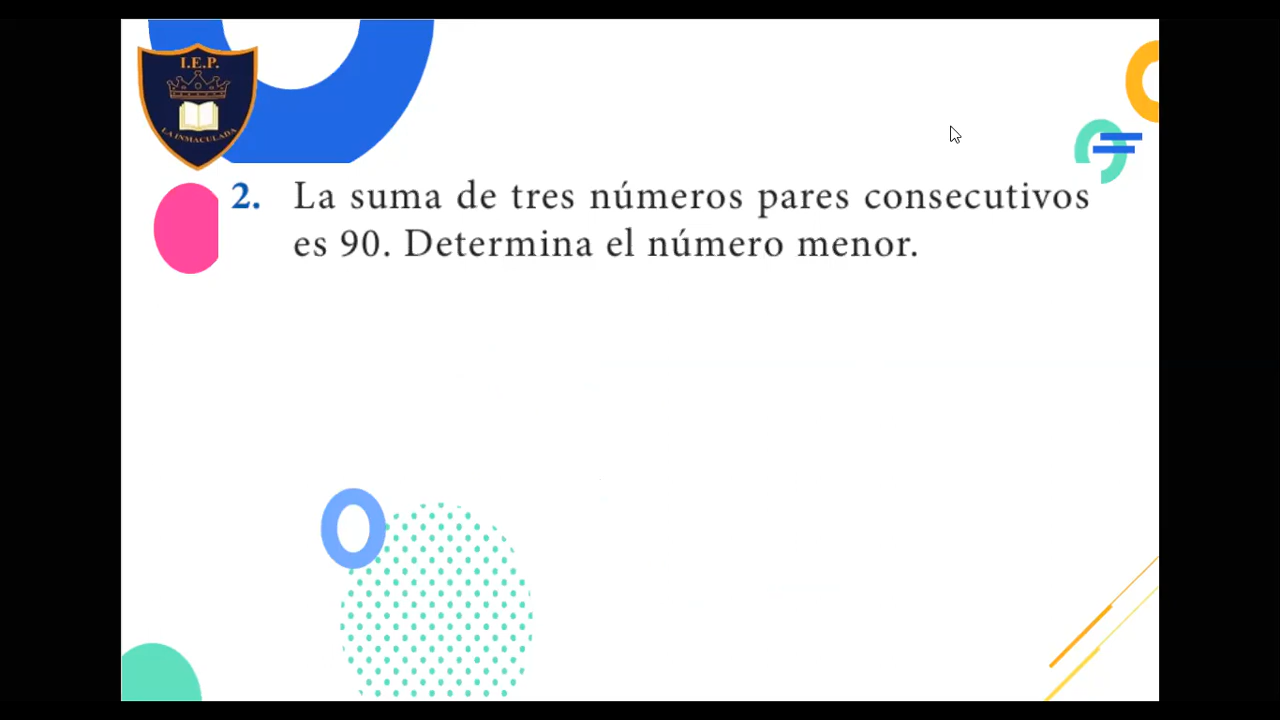 I.E.P.
LA INMACULADA
2. La suma de tres números pares consecutivos
es 90. Determina el número menor.